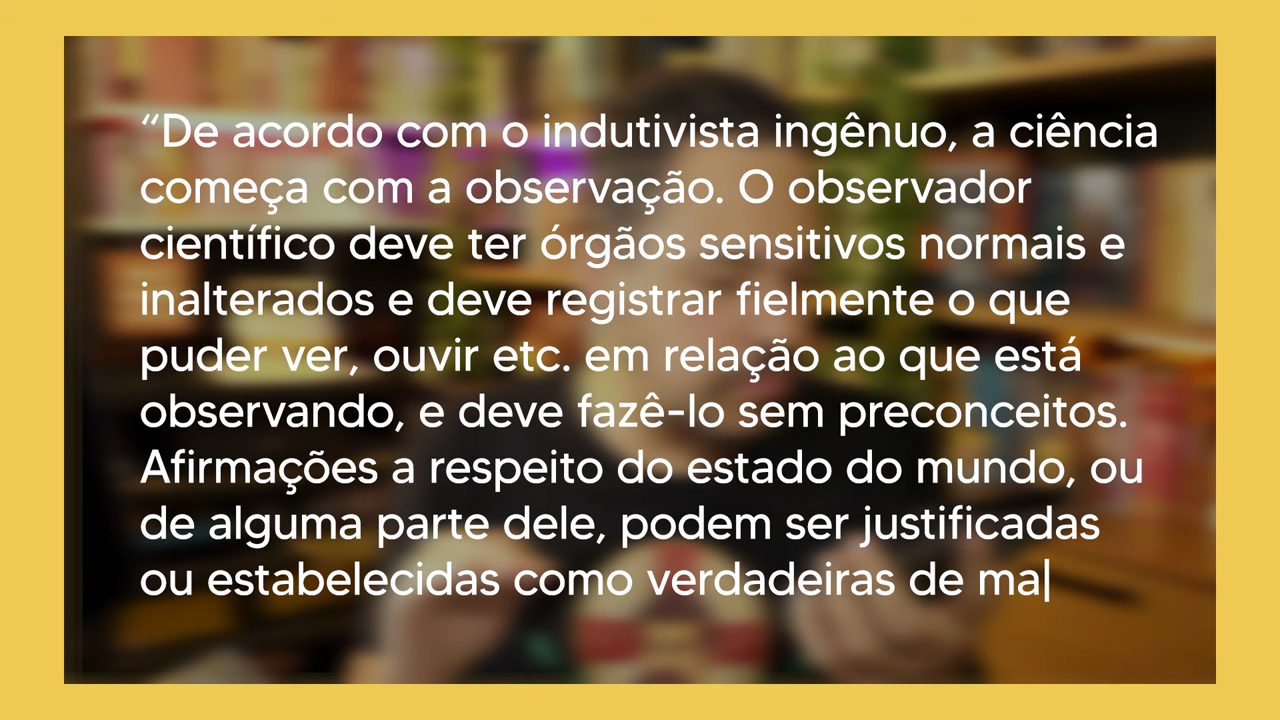 “De acordo com o indutivista ingênuo, a ciência
começa com a observação. O observador
científico deve ter órgãos sensitivos normais e
inalterados e deve registrar fielmente o que
puder ver, ouvir etc. em relação ao que está
observando, e deve fazê-lo sem preconceitos.
Afirmações a respeito do estado do mundo, ou
de alguma parte dele, podem ser justificadas
ou estabelecidas como verdadeiras de ma|